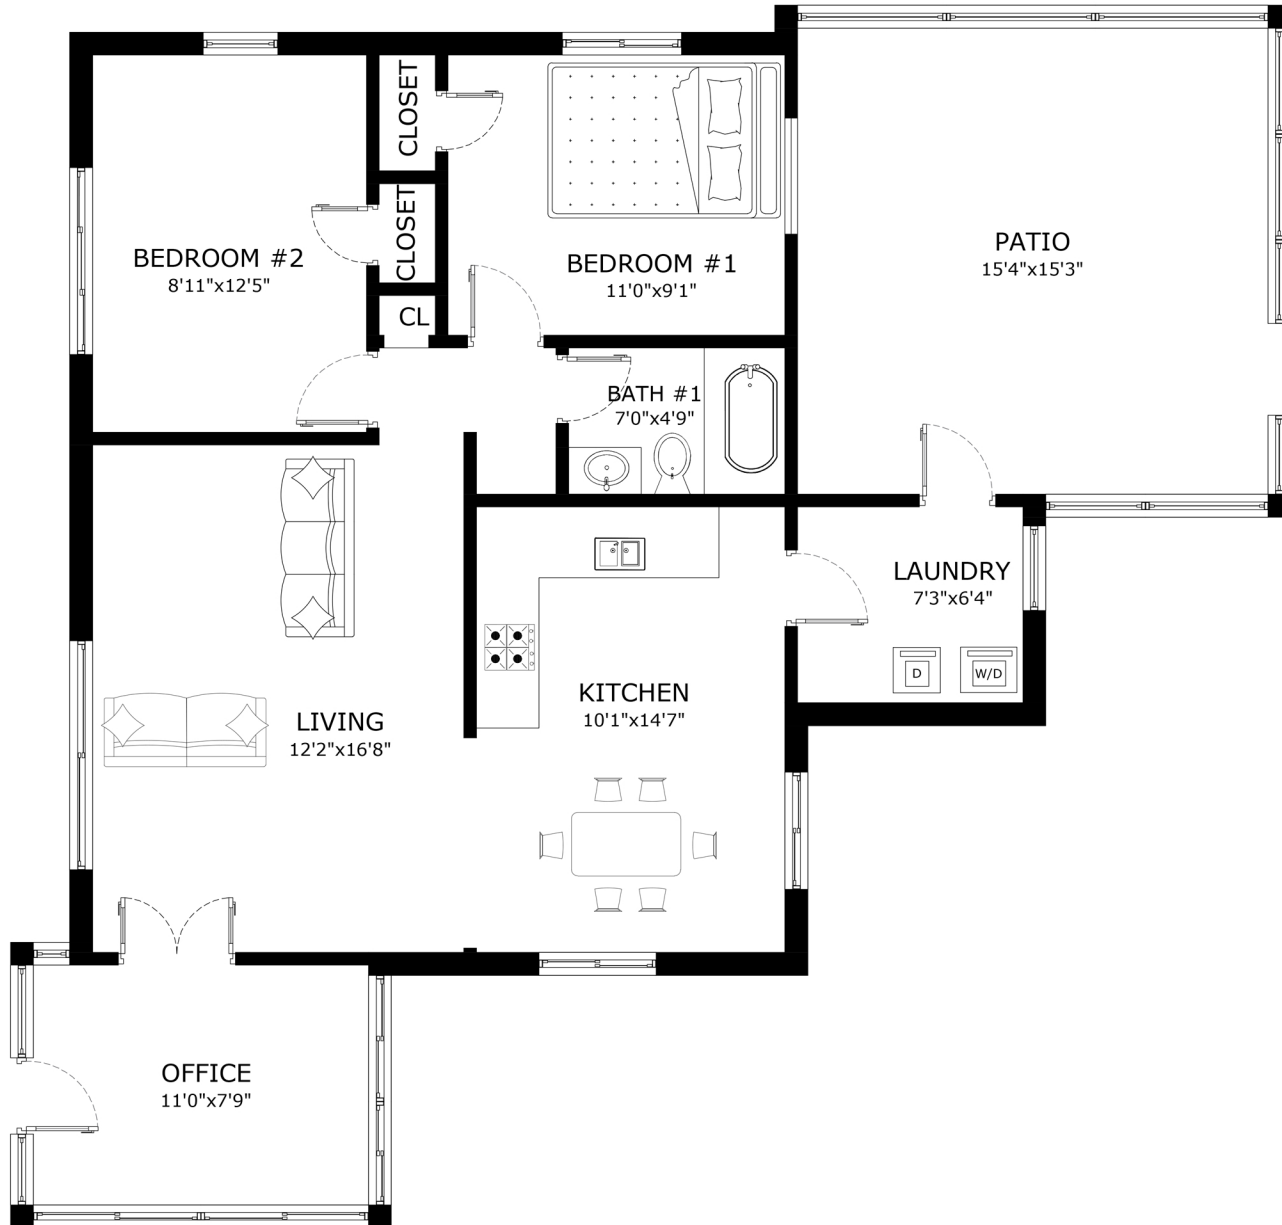 CLOSET
CLOSET
CL
BEDROOM #2
8'11"x12'5"
BEDROOM #1
11'0"x9'1"
PATIO
15'4"x15'3"
BATH #1
7'0"x4'9"
LAUNDRY
7'3"x6'4"
D
W/D
KITCHEN
10'1"x14'7"
LIVING
12'2"x16'8"
OFFICE
11'0"x7'9"